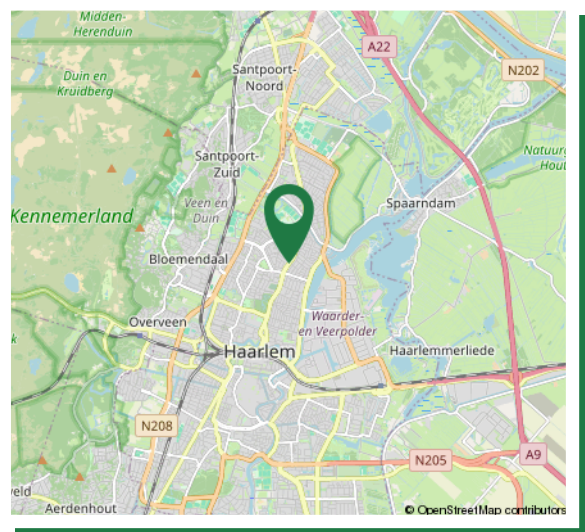 Midden-
Herenduin
A22
Santpoort-
Noord
N202
Duin en
Kruidberg
Santpoort-
Zuid
Natuur
Hout
Veen en
Duin
Spaarndam
Kennemerland
Bloemendaal
Waarder-
en Veerpolder
Overveen
Haarlem
Haarlemmerliede
k
N208
N205
A9
veld
Aerdenhout
© OpenStreetMap contributors